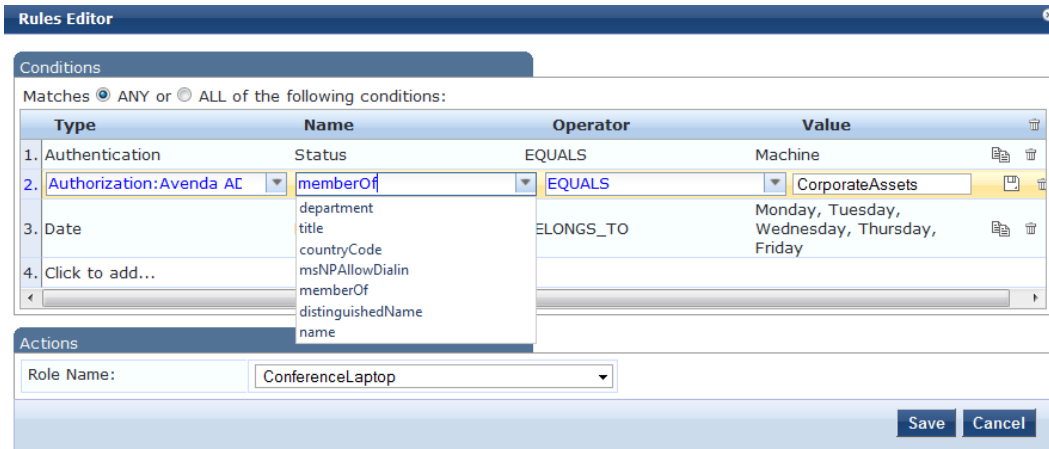 Rules Editor
Conditions
Matches ANY or ALL of the following conditions:
Type Name Operator Value
1. Authentication Status EQUALS Machine
2. Authorization:Avenda AD memberOf EQUALS CorporateAssets
department
title
countryCode
msNPAllowDialin
memberOf
distinguishedName
name
3. Date ELONGS_TO Monday, Tuesday,
Wednesday, Thursday,
Friday
4. Click to add...
Actions
Role Name: ConferenceLaptop
Save Cancel